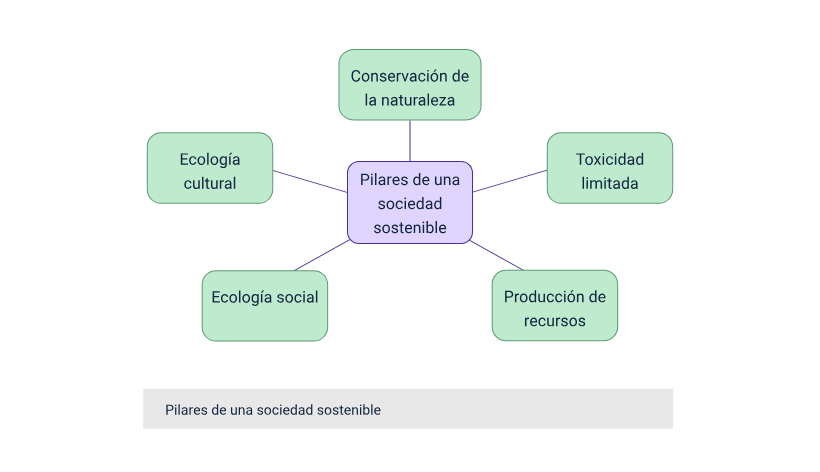 Conservación de
la naturaleza
Ecología
cultural
Toxicidad
limitada
Pilares de una
sociedad
sostenible
Ecología social
Producción de
recursos
Pilares de una sociedad sostenible